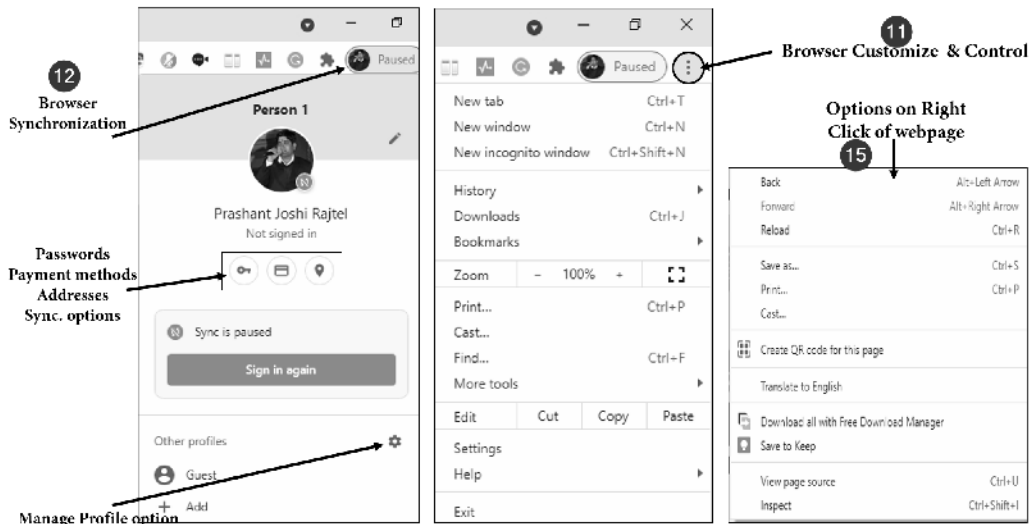 12
Browser
Synchronization
Passwords
Payment methods
Addresses
Sync. options
Manage Profile option
Paused
Person 1
Prashant Joshi Rajtel
Not signed in
Sync is paused
Sign in again
Other profiles
Guest
Add
Paused
New tab Ctrl+T
New window Ctrl+N
New incognito window Ctrl+Shift+N
History
Downloads Ctrl+J
Bookmarks
Zoom - 100% +
Print... Ctrl+P
Cast...
Find... Ctrl+F
More tools
Edit Cut Copy Paste
Settings
Help
Exit
11
Browser Customize & Control
Options on Right
Click of webpage
15
Back Alt+Left Arrow
Forward Alt+Right Arrow
Reload Ctrl+R
Save as... Ctrl+S
Print... Ctrl+P
Cast...
Create QR code for this page
Translate to English
Download all with Free Download Manager
Save to Keep
View page source Ctrl+U
Inspect Ctrl+Shift+I